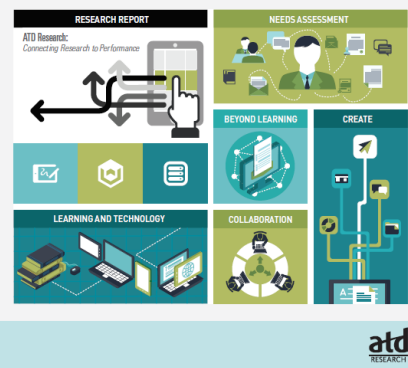 RESEARCH REPORT
ATD Research:
Connecting Research to Performance
NEEDS ASSESSMENT
BEYOND LEARNING
CREATE
LEARNING AND TECHNOLOGY
COLLABORATION
A
atd
RESEARCH